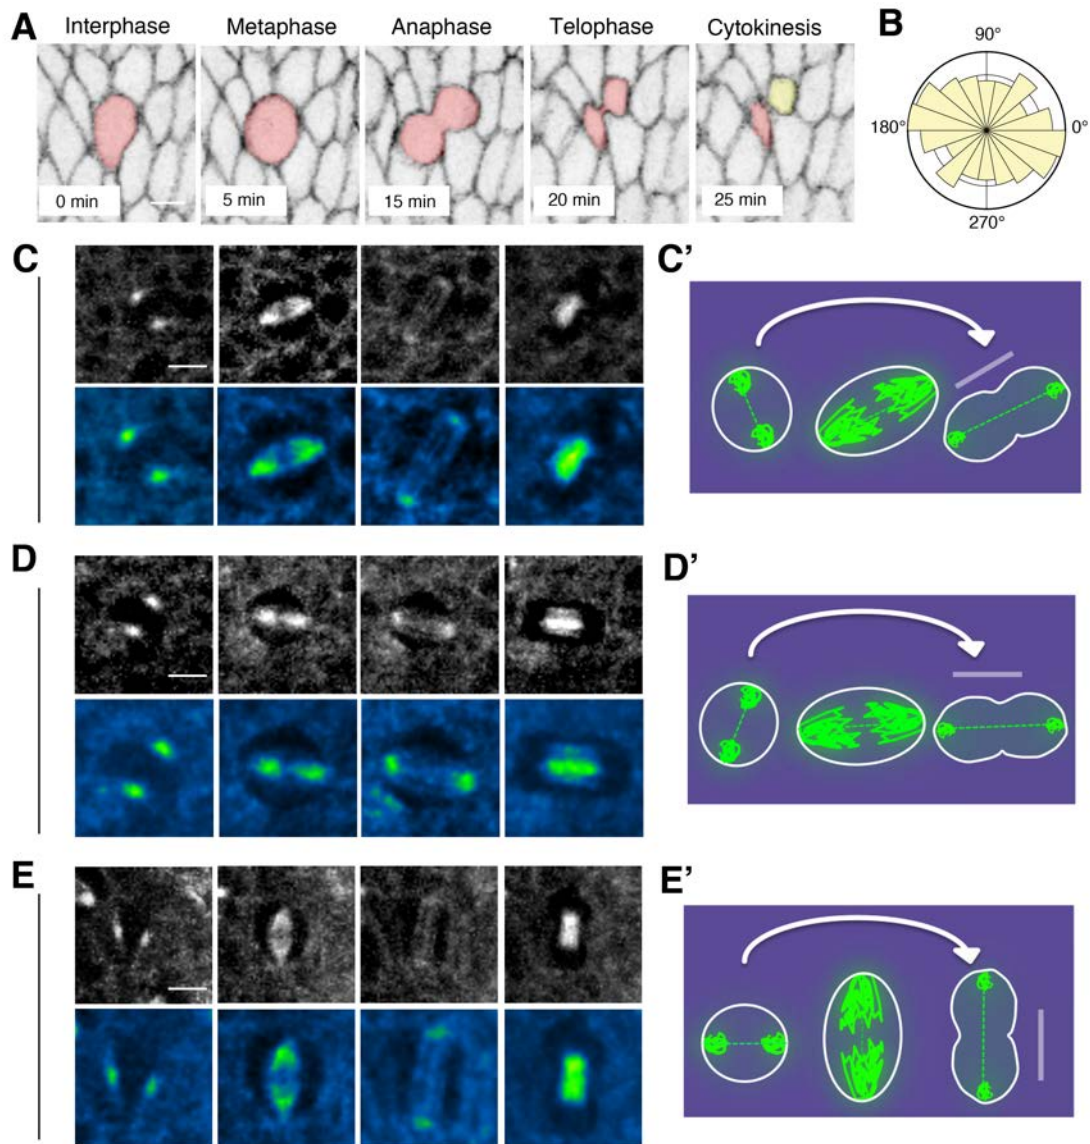 A
Interphase
Metaphase
Anaphase
Telophase
Cytokinesis
0 min
5 min
15 min
20 min
25 min
B
90°
180°
0°
270°
C
C’
D
D’
E
E’